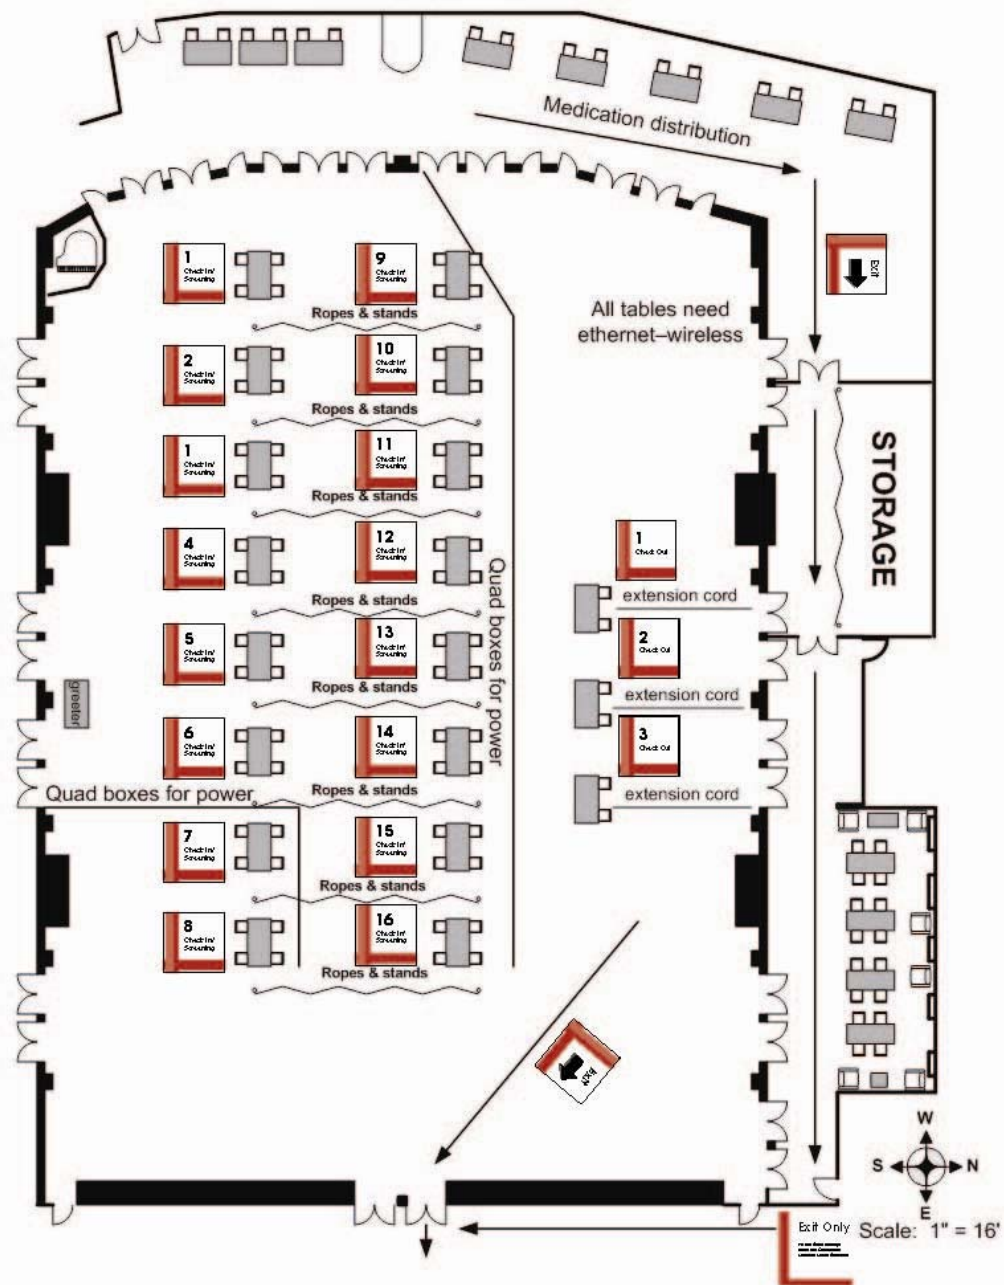 Medication distribution
Exit
All tables need
ethernet–wireless
1
Check In/
Screening
9
Check In/
Screening
Ropes & stands
2
Check In/
Screening
10
Check In/
Screening
Ropes & stands
1
Check In/
Screening
11
Check In/
Screening
Ropes & stands
STORAGE
4
Check In/
Screening
12
Check In/
Screening
Ropes & stands
1
Check Out
extension cord
Quad boxes for power
5
Check In/
Screening
13
Check In/
Screening
Ropes & stands
2
Check Out
extension cord
greeter
6
Check In/
Screening
14
Check In/
Screening
Ropes & stands
3
Check Out
extension cord
Quad boxes for power
7
Check In/
Screening
15
Check In/
Screening
Ropes & stands
8
Check In/
Screening
16
Check In/
Screening
Ropes & stands
Exit
W
S N
E
Exit Only
Scale: 1" = 16'